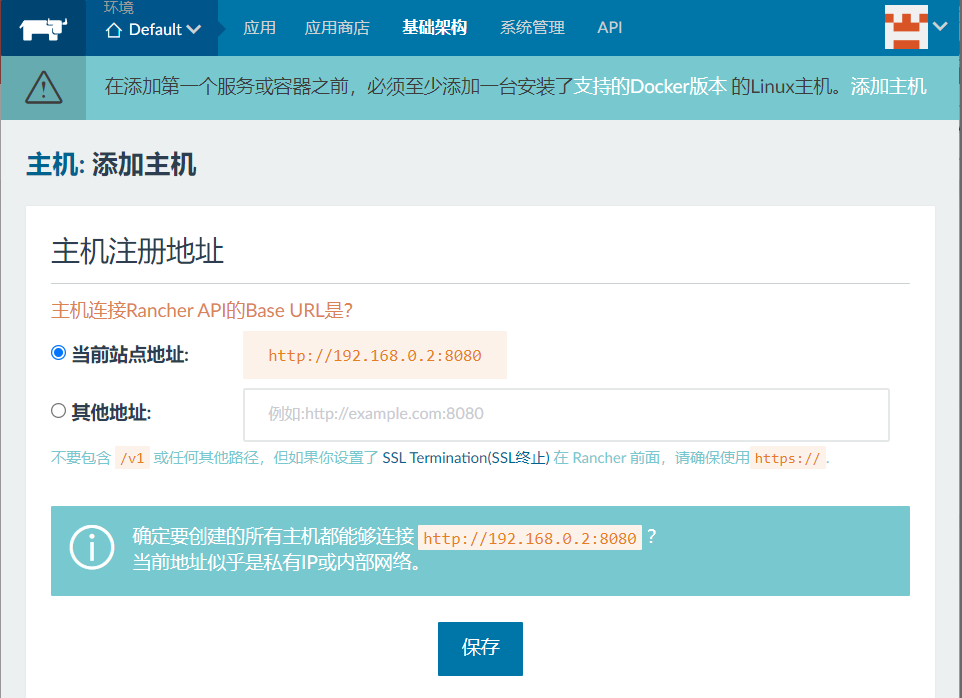 环境
Default
应用 应用商店 基础架构 系统管理 API
在添加第一个服务或容器之前，必须至少添加一台安装了支持的Docker版本 的Linux主机。 添加主机
主机: 添加主机
主机注册地址
主机连接Rancher API的Base URL是?
当前站点地址: http://192.168.0.2:8080
其他地址: 例如:http://example.com:8080
不要包含 /v1 或任何其他路径，但如果你设置了 SSL Termination(SSL终止) 在 Rancher 前面，请确保使用 https:// .
确定要创建的所有主机都能够连接 http://192.168.0.2:8080 ？
当前地址似乎是私有IP或内部网络。
保存